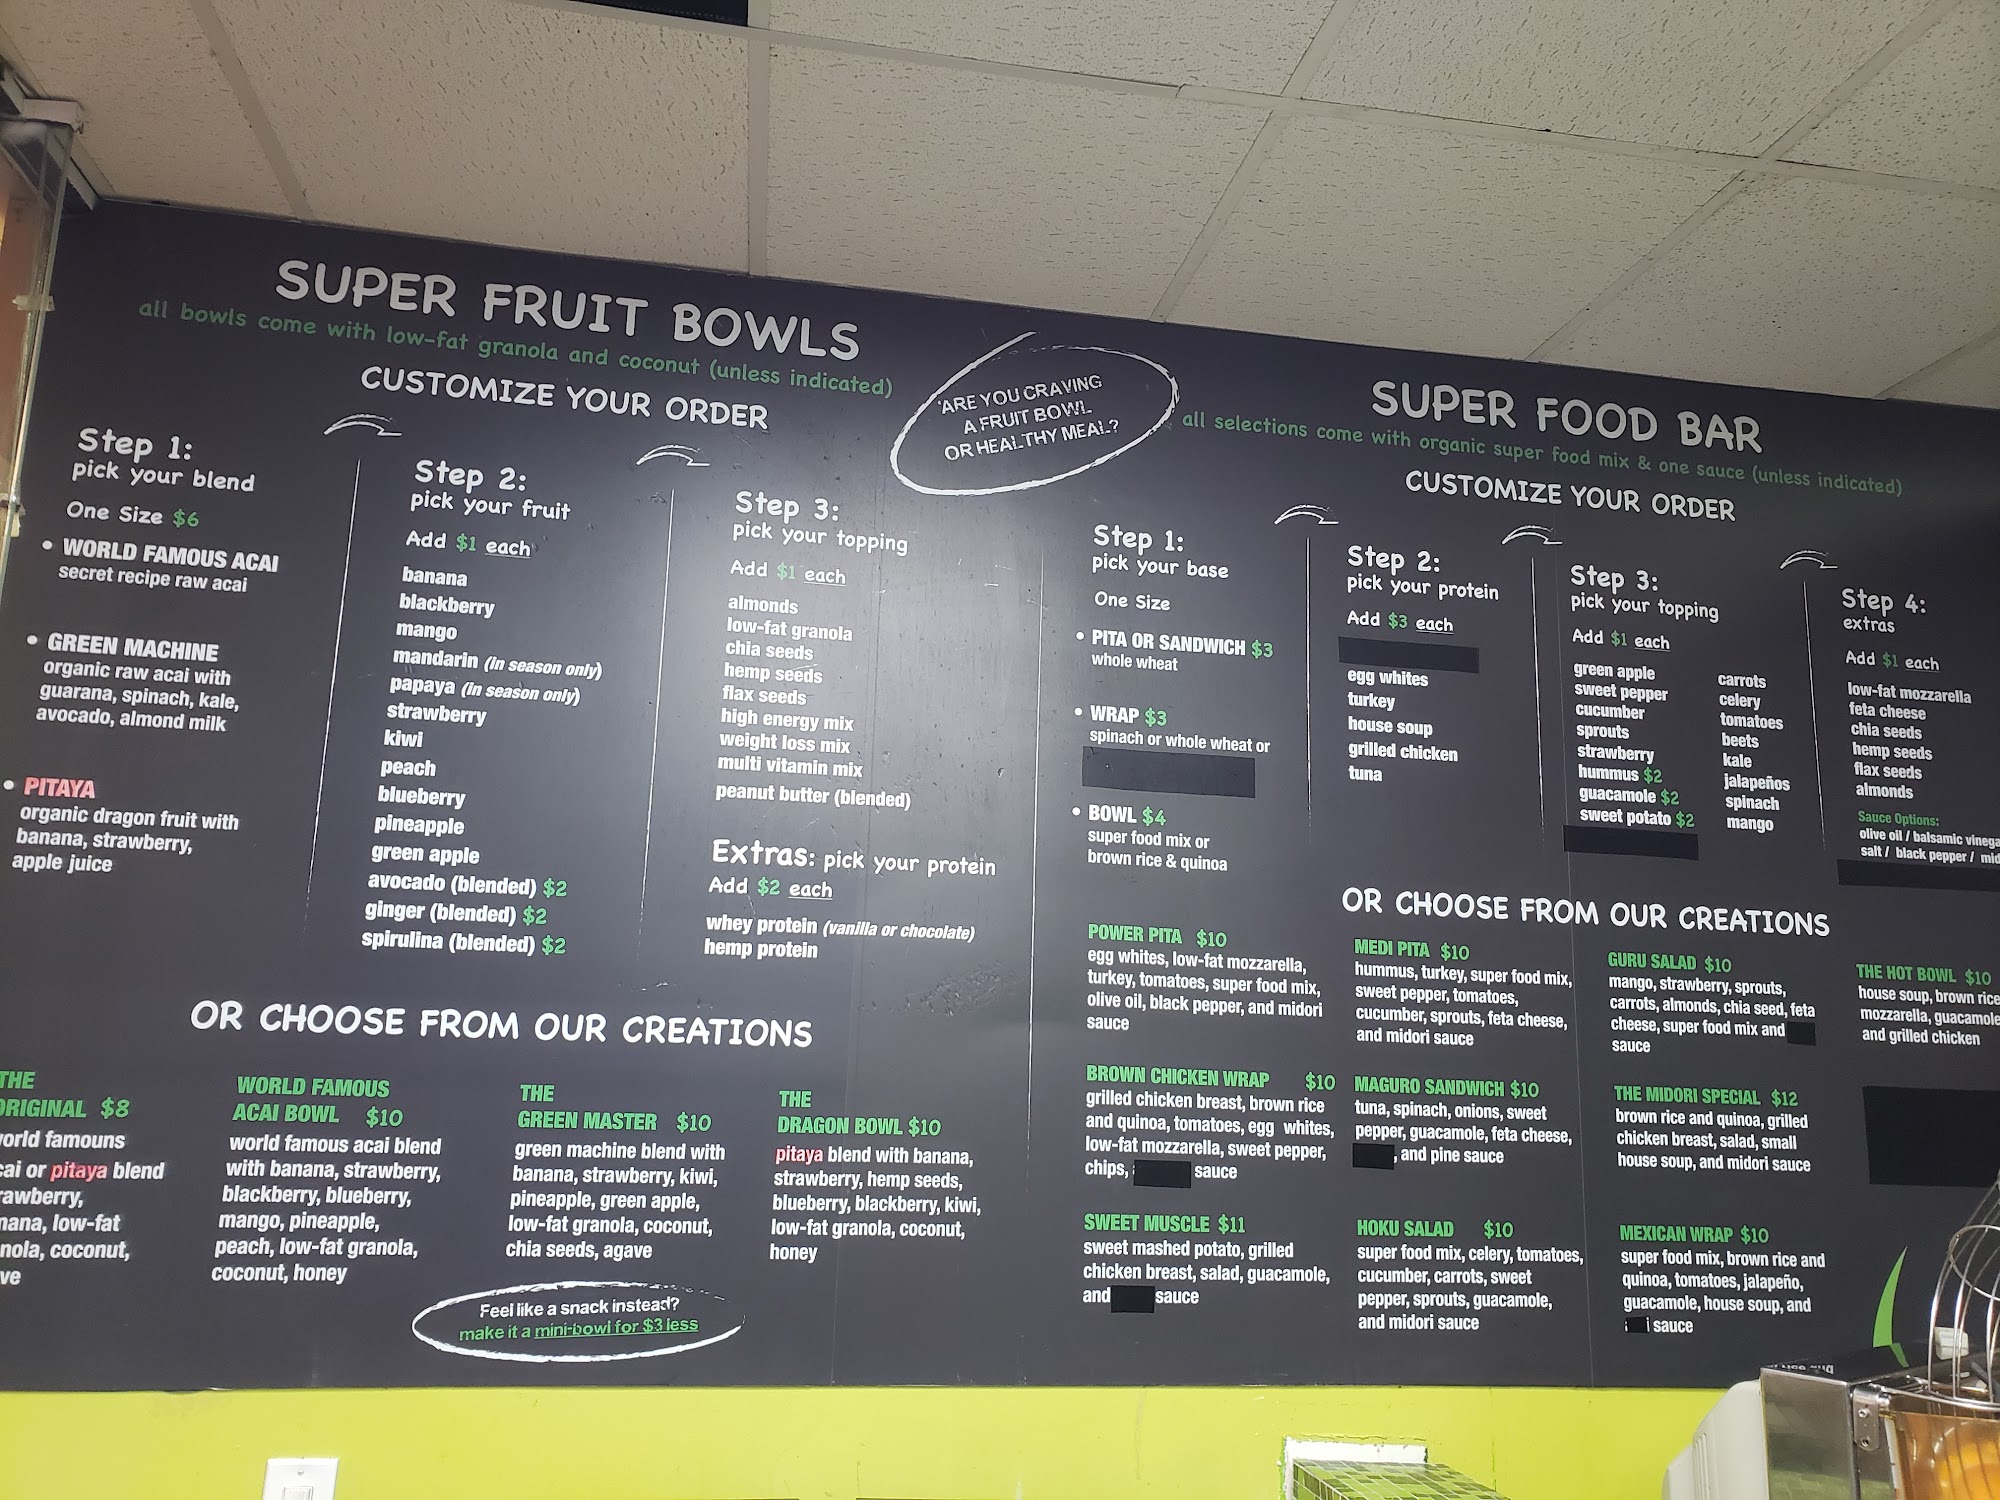 SUPER FRUIT BOWLS
all bowls come with low-fat granola and coconut (unless indicated)
CUSTOMIZE YOUR ORDER
Step 1:
pick your blend
One Size $6
• WORLD FAMOUS ACAI
secret recipe raw acai
• GREEN MACHINE
organic raw acai with
guarana, spinach, kale,
avocado, almond milk
• PITAYA
organic dragon fruit with
banana, strawberry,
apple juice
Step 2:
pick your fruit
Add $1 each
banana
blackberry
mango
mandarin (in season only)
papaya (in season only)
strawberry
kiwi
peach
blueberry
pineapple
green apple
avocado (blended) $2
ginger (blended) $2
spirulina (blended) $2
Step 3:
pick your topping
Add $1 each
almonds
low-fat granola
chia seeds
hemp seeds
flax seeds
high energy mix
weight loss mix
multi vitamin mix
peanut butter (blended)
Extras: pick your protein
Add $2 each
whey protein (vanilla or chocolate)
hemp protein
OR CHOOSE FROM OUR CREATIONS
THE
ORIGINAL $8
world famouns
acai or pitaya blend
strawberry,
banana, low-fat
granola, coconut,
agave
WORLD FAMOUS
ACAI BOWL $10
world famous acai blend
with banana, strawberry,
blackberry, blueberry,
mango, pineapple,
peach, low-fat granola,
coconut, honey
THE
GREEN MASTER $10
green machine blend with
banana, strawberry, kiwi,
pineapple, green apple,
low-fat granola, coconut,
chia seeds, agave
THE
DRAGON BOWL $10
pitaya blend with banana,
strawberry, hemp seeds,
blueberry, blackberry, kiwi,
low-fat granola, coconut,
honey
Feel like a snack instead?
make it a mini-bowl for $3 less
ARE YOU CRAVING
A FRUIT BOWL
OR HEALTHY MEAL?
SUPER FOOD BAR
all selections come with organic super food mix & one sauce (unless indicated)
CUSTOMIZE YOUR ORDER
Step 1:
pick your base
One Size
• PITA OR SANDWICH $3
whole wheat
• WRAP $3
spinach or whole wheat or
• BOWL $4
super food mix or
brown rice & quinoa
Step 2:
pick your protein
Add $3 each
egg whites
turkey
house soup
grilled chicken
tuna
Step 3:
pick your topping
Add $1 each
green apple
sweet pepper
cucumber
sprouts
strawberry
hummus $2
guacamole $2
sweet potato $2
carrots
celery
tomatoes
beets
kale
jalapeños
spinach
mango
Step 4:
extras
Add $1 each
low-fat mozzarella
feta cheese
chia seeds
hemp seeds
flax seeds
almonds
Sauce Options:
olive oil / balsamic vinega
salt / black pepper / mid
OR CHOOSE FROM OUR CREATIONS
POWER PITA $10
egg whites, low-fat mozzarella,
turkey, tomatoes, super food mix,
olive oil, black pepper, and midori
sauce
BROWN CHICKEN WRAP $10
grilled chicken breast, brown rice
and quinoa, tomatoes, egg whites,
low-fat mozzarella, sweet pepper,
chips, sauce
SWEET MUSCLE $11
sweet mashed potato, grilled
chicken breast, salad, guacamole,
and sauce
MEDI PITA $10
hummus, turkey, super food mix,
sweet pepper, tomatoes,
cucumber, sprouts, feta cheese,
and midori sauce
MAGURO SANDWICH $10
tuna, spinach, onions, sweet
pepper, guacamole, feta cheese,
, and pine sauce
HOKU SALAD $10
super food mix, celery, tomatoes,
cucumber, carrots, sweet
pepper, sprouts, guacamole,
and midori sauce
GURU SALAD $10
mango, strawberry, sprouts,
carrots, almonds, chia seed, feta
cheese, super food mix and
sauce
THE MIDORI SPECIAL $12
brown rice and quinoa, grilled
chicken breast, salad, small
house soup, and midori sauce
MEXICAN WRAP $10
super food mix, brown rice and
quinoa, tomatoes, jalapeño,
guacamole, house soup, and
sauce
THE HOT BOWL $10
house soup, brown rice
mozzarella, guacamole
and grilled chicken